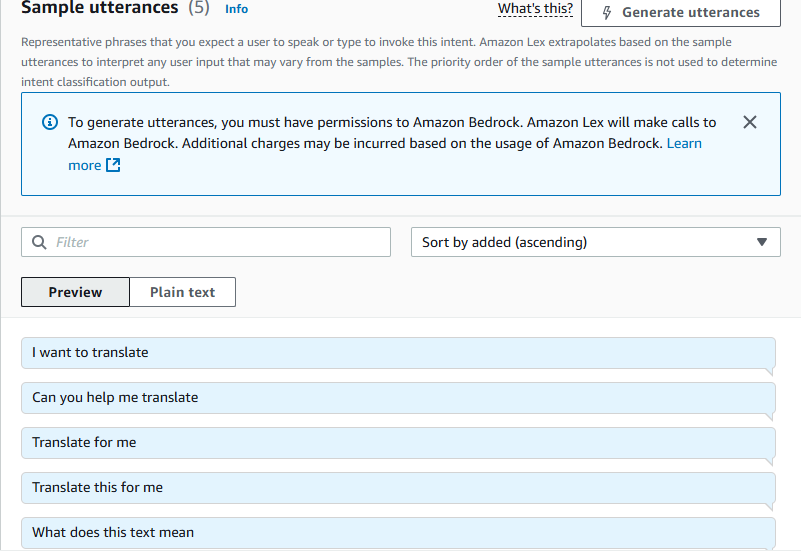 Sample utterances (5) Info What's this? Generate utterances
Representative phrases that you expect a user to speak or type to invoke this intent. Amazon Lex extrapolates based on the sample
utterances to interpret any user input that may vary from the samples. The priority order of the sample utterances is not used to determine
intent classification output.
To generate utterances, you must have permissions to Amazon Bedrock. Amazon Lex will make calls to
Amazon Bedrock. Additional charges may be incurred based on the usage of Amazon Bedrock. Learn
more
Filter Sort by added (ascending)
Preview Plain text
I want to translate
Can you help me translate
Translate for me
Translate this for me
What does this text mean